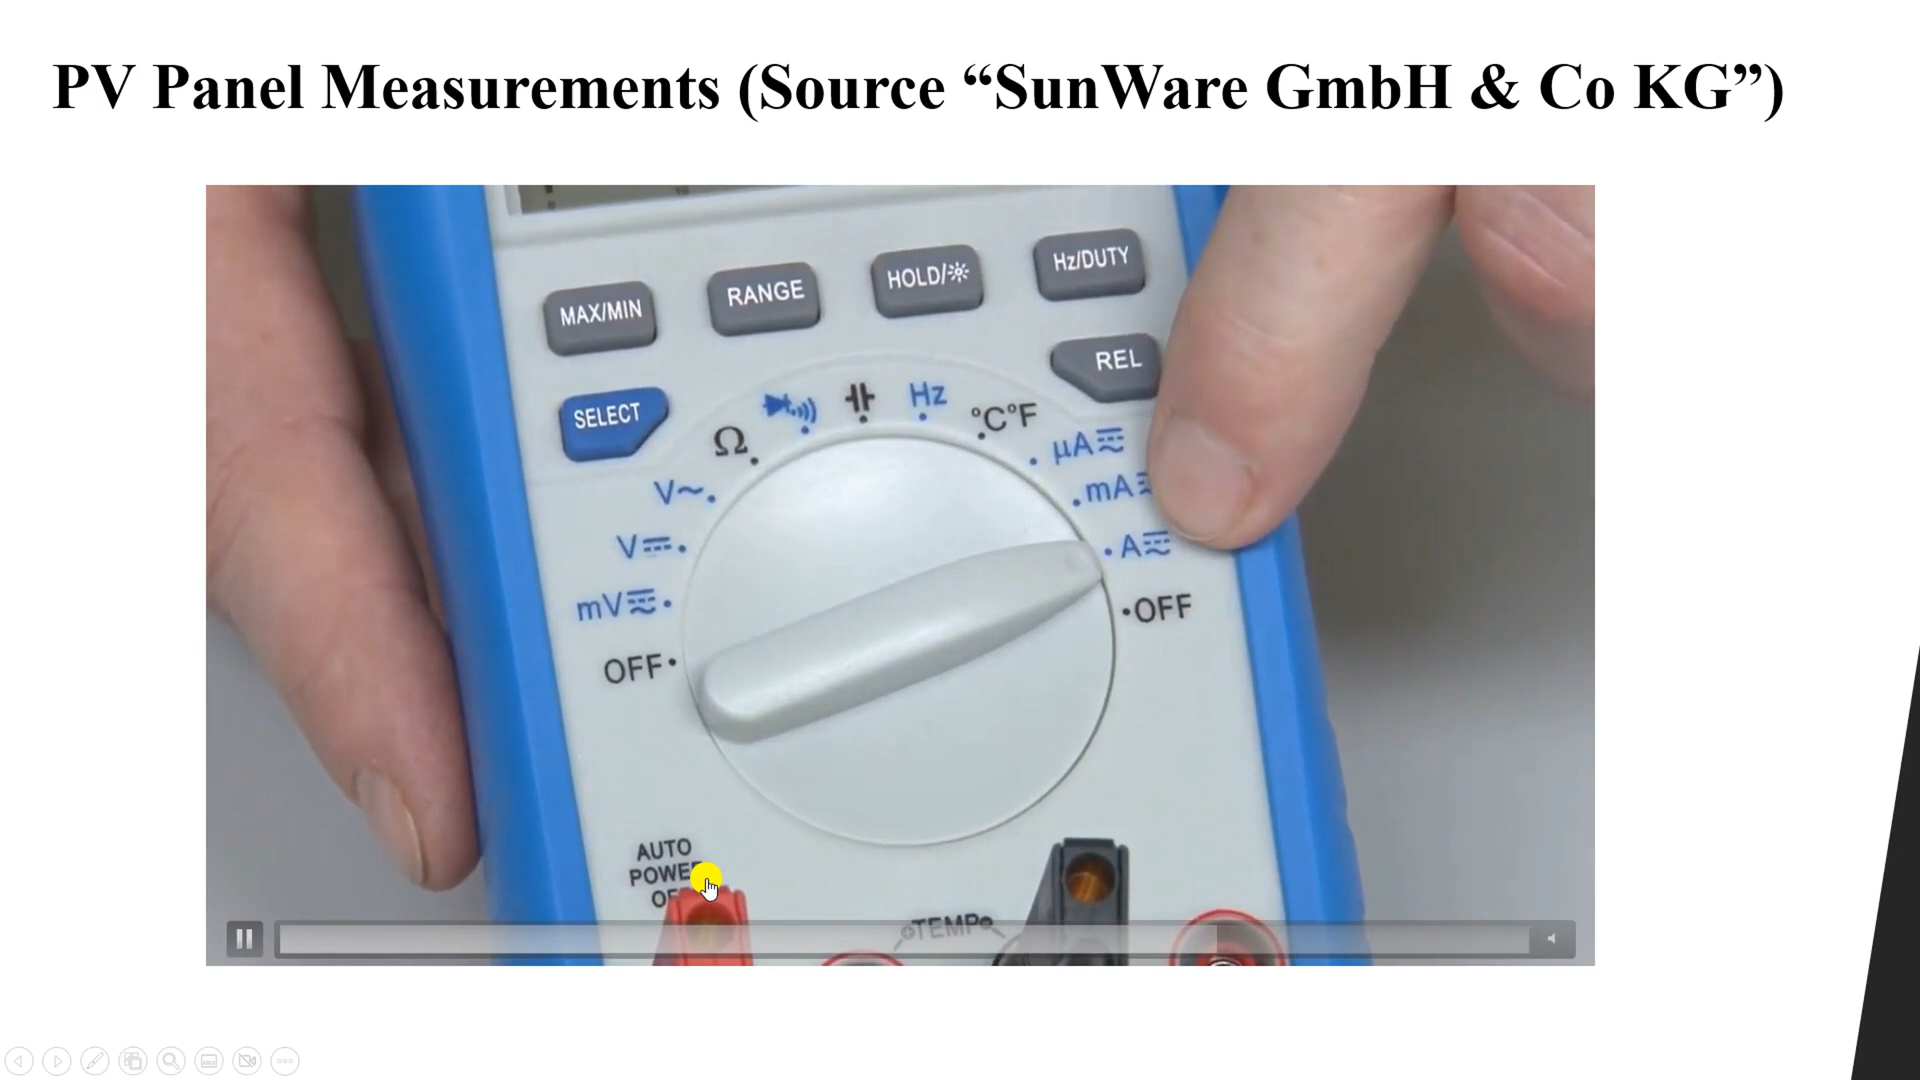 PV Panel Measurements (Source “SunWare GmbH & Co KG”)
MAX/MIN
RANGE
HOLD/
Hz/DUTY
REL
SELECT
Ω
Hz
°C°F
μA
mA
A
OFF
V~
V
mV
OFF
AUTO
POWER
TEMP